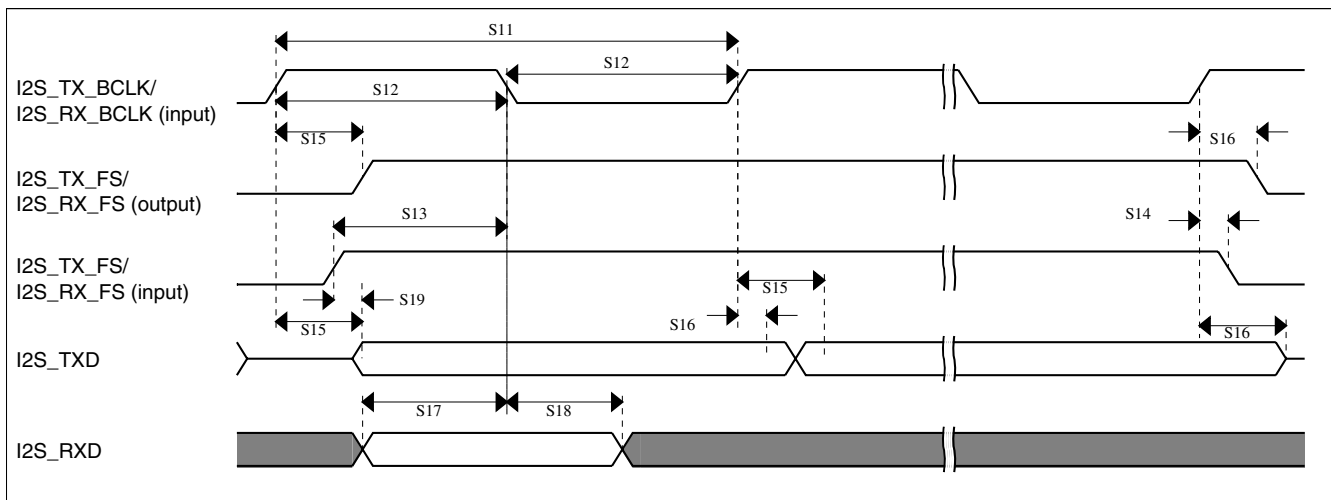 S11
I2S_TX_BCLK/
I2S_RX_BCLK (input)
S12
S12
S15
S16
I2S_TX_FS/
I2S_RX_FS (output)
S13
S14
I2S_TX_FS/
I2S_RX_FS (input)
S19
S15
S15
S16
S16
I2S_TXD
S17
S18
I2S_RXD